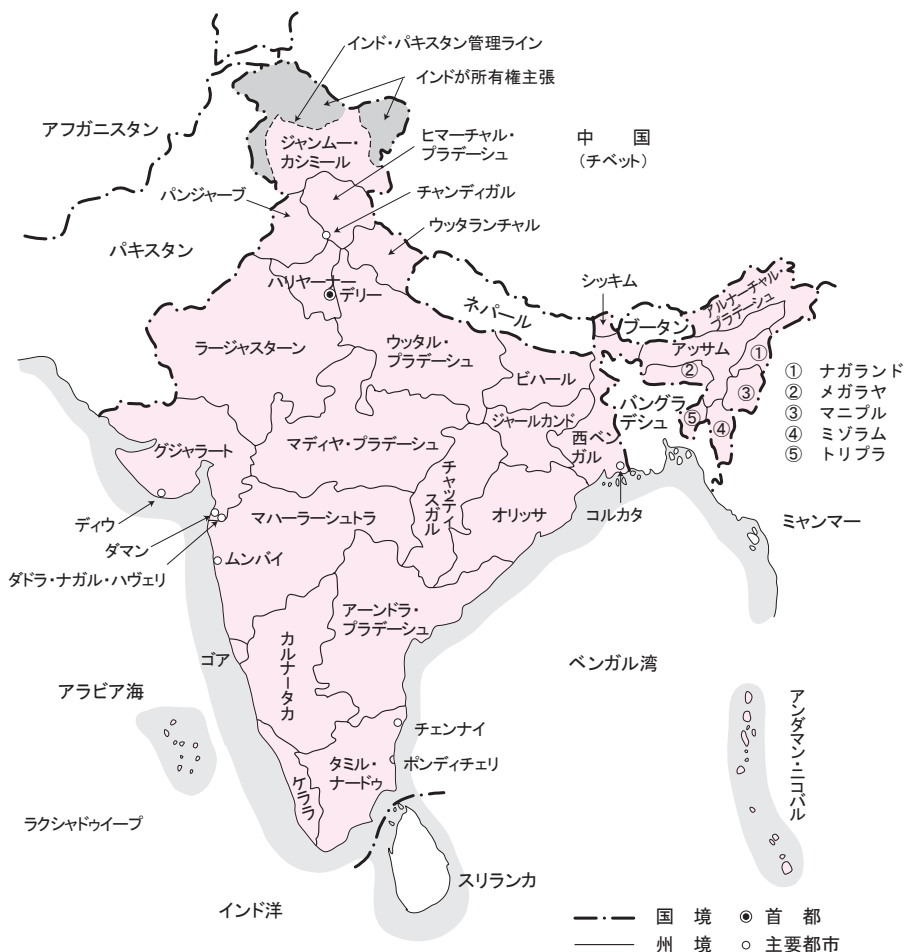 インド・パキスタン管理ライン
インドが所有権主張
アフガニスタン
ヒマーチャル・
プラデーシュ
中 国
（チベット）
ジャンムー・
カシミール
パンジャーブ
チャンディガル
ウッタランチャル
パキスタン
シッキム
ハリヤーナー
デリー
ネパール
ブータン
アルナーチャル・
プラデーシュ
ラージャスターン
ウッタル・
プラデーシュ
アッサム
①
②
③
④
⑤
ビハール
バングラ
デシュ
① ナガランド
② メガラヤ
③ マニプル
④ ミゾラム
⑤ トリプラ
ジャールカンド
グジャラート
マディヤ・プラデーシュ
西ベン
ガル
チャッティ
スガル
オリッサ
コルカタ
ディウ
マハーラーシュトラ
ミャンマー
ダマン
ムンバイ
ダドラ・ナガル・ハヴェリ
アーンドラ・
プラデーシュ
カルナータカ
ゴア
ベンガル湾
アラビア海
アンダマン・ニコバル
チェンナイ
タミル・
ナードゥ
ポンディチェリ
ケララ
ラクシャドゥイープ
スリランカ
インド洋
国 境 首 都
州 境 主要都市